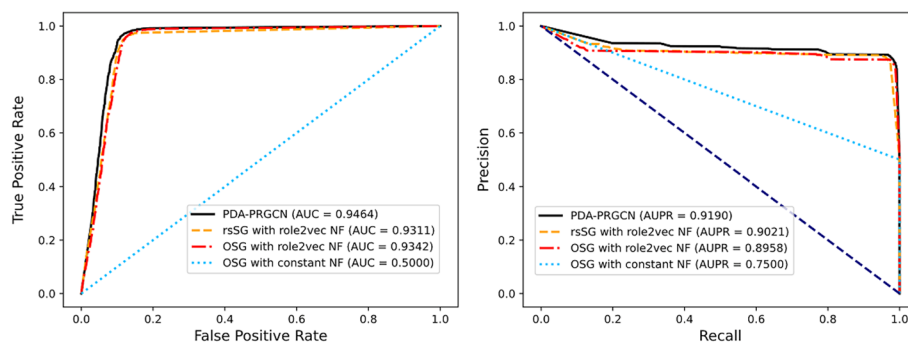 1.0
0.8
0.6
0.4
0.2
0.0
True Positive Rate
PDA-PRGCN (AUC = 0.9464)
rsSG with role2vec NF (AUC = 0.9311)
OSG with role2vec NF (AUC = 0.9342)
OSG with constant NF (AUC = 0.5000)
0.0 0.2 0.4 0.6 0.8 1.0
False Positive Rate
1.0
0.8
0.6
0.4
0.2
0.0
Precision
PDA-PRGCN (AUPR = 0.9190)
rsSG with role2vec NF (AUPR = 0.9021)
OSG with role2vec NF (AUPR = 0.8958)
OSG with constant NF (AUPR = 0.7500)
0.0 0.2 0.4 0.6 0.8 1.0
Recall